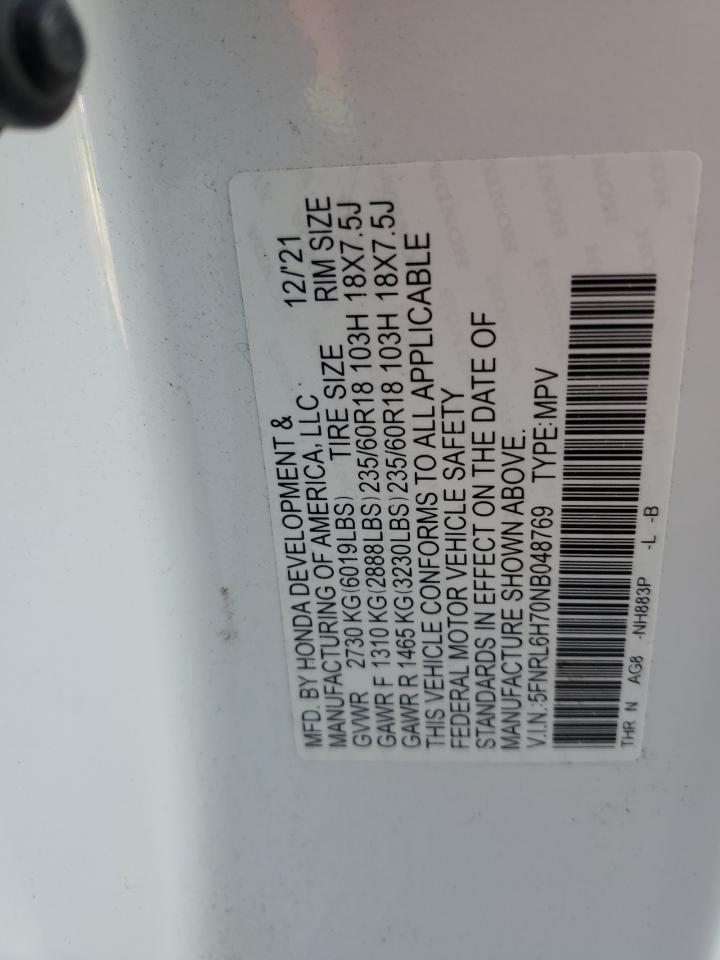 MFD. BY HONDA DEVELOPMENT & 12/'21
MANUFACTURING OF AMERICA, LLC
GVWR 2730 KG(6019LBS) TIRE SIZE RIM SIZE
GAWR F 1310 KG(2888LBS) 235/60R18 103H 18X7.5J
GAWR R 1465 KG(3230LBS) 235/60R18 103H 18X7.5J
THIS VEHICLE CONFORMS TO ALL APPLICABLE
FEDERAL MOTOR VEHICLE SAFETY
STANDARDS IN EFFECT ON THE DATE OF
MANUFACTURE SHOWN ABOVE.
V.I.N.:5FNRL6H70NB048769 TYPE:MPV
THR N AG8 -NH883P -L -B
HONDA HONDA HONDA